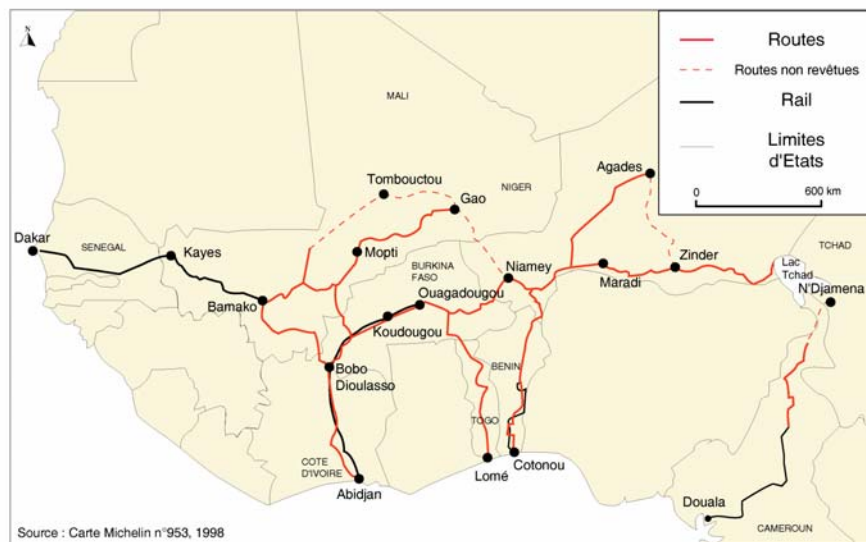 N
Routes
Routes non revêtues
Rail
Limites
d'Etats
0 600 km
MALI
NIGER
TCHAD
Agades
Tombouctou
Gao
Dakar
SENEGAL
Kayes
Mopti
BURKINA
FASO
Niamey
Maradi
Zinder
Lac
Tchad
N'Djamena
Bamako
Ouagadougou
Koudougou
Bobo
Dioulasso
BENIN
TOGO
COTE
D'IVOIRE
Abidjan
Lomé
Cotonou
Douala
CAMEROUN
Source : Carte Michelin n°953, 1998